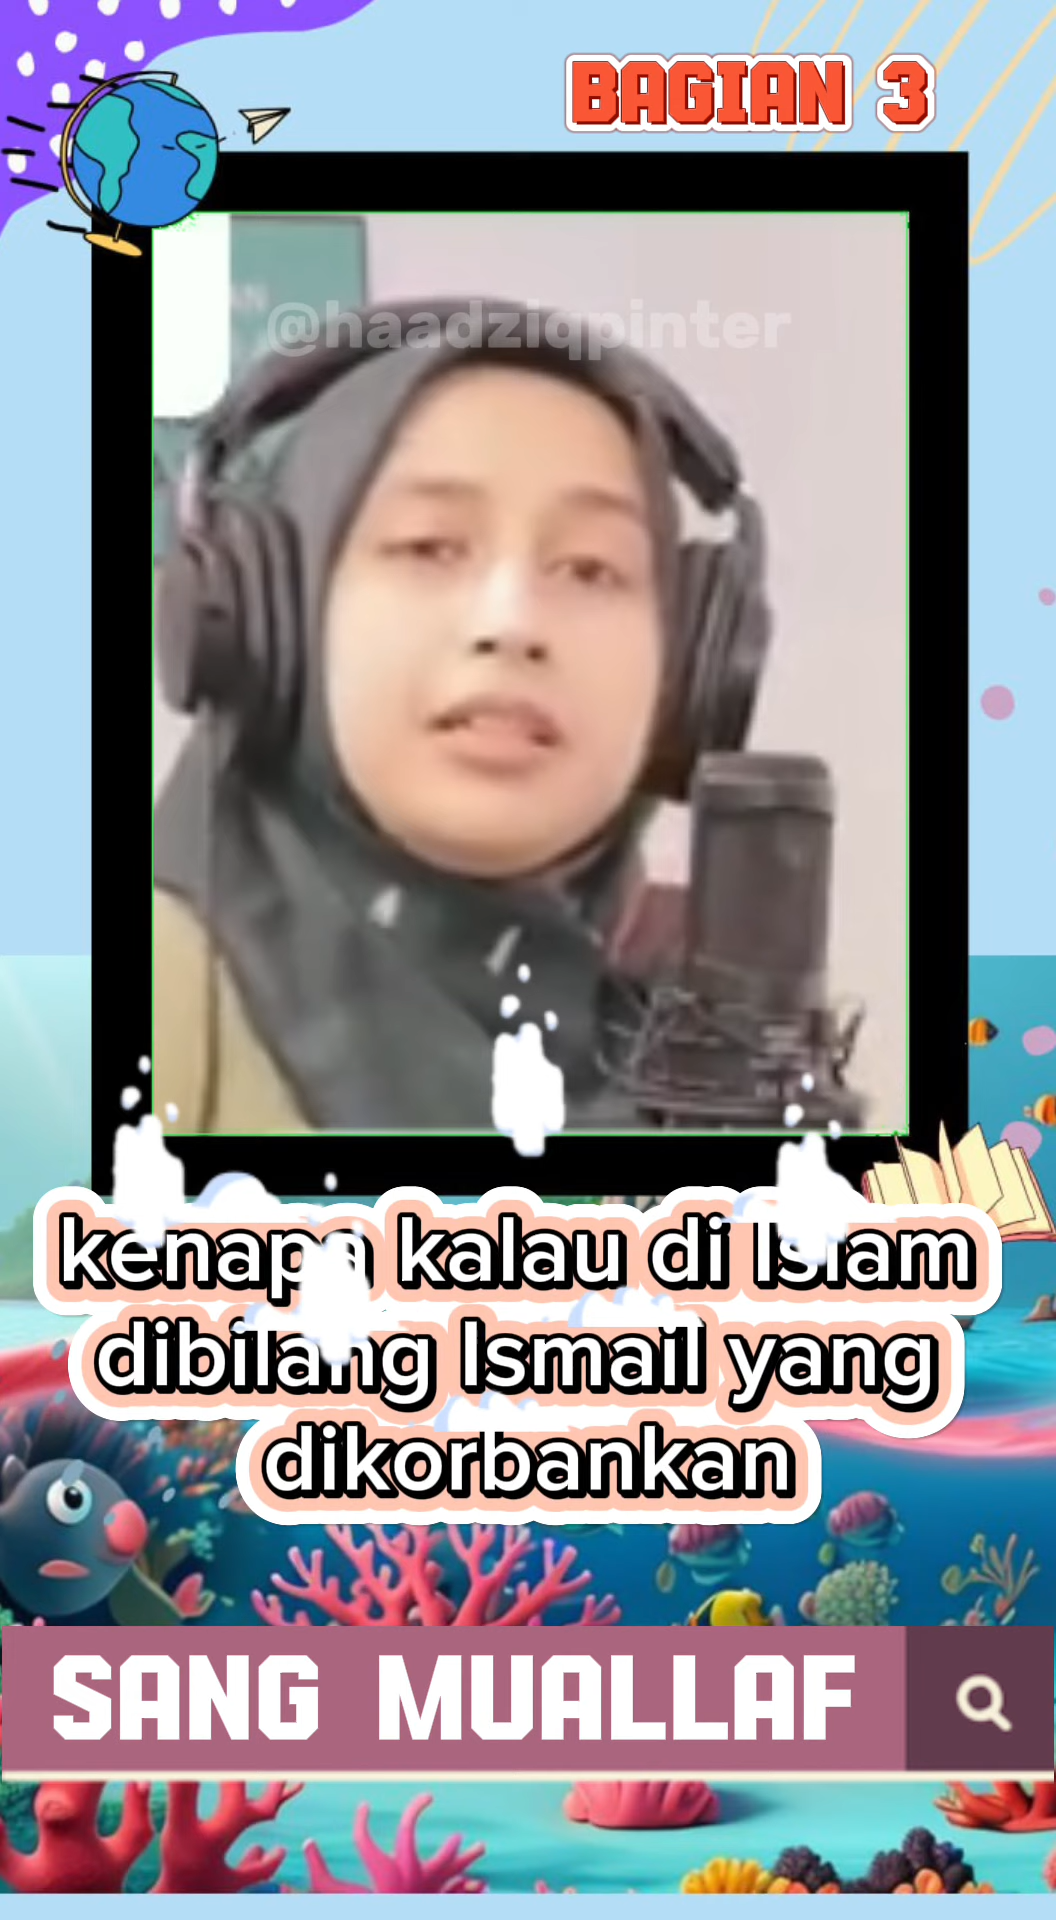 BAGIAN 3
@haadziqpinter
kenapa kalau di Islam
dibilang Ismail yang
dikorbankan
SANG MUALLAF